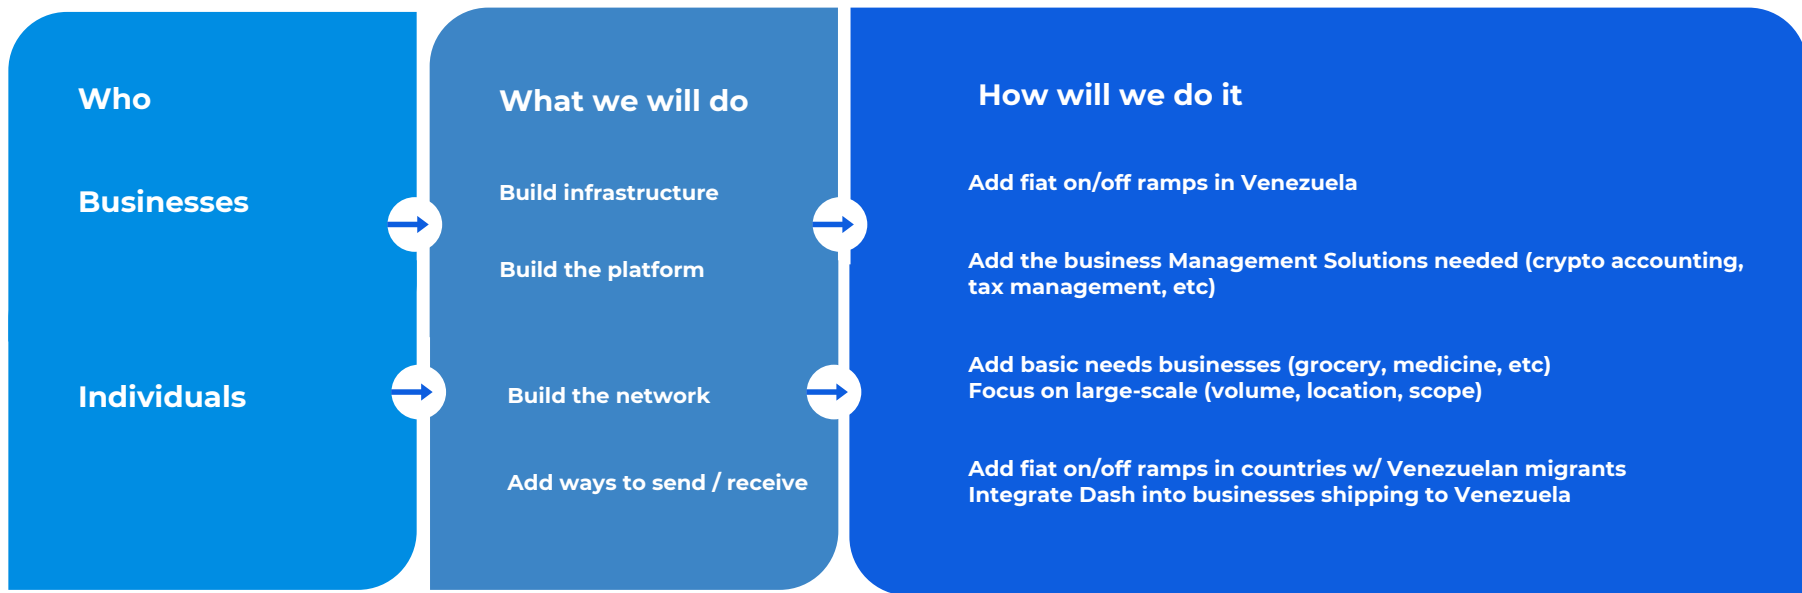 Who
Businesses
Individuals
What we will do
Build infrastructure
Build the platform
Build the network
Add ways to send / receive
How will we do it
Add fiat on/off ramps in Venezuela
Add the business Management Solutions needed (crypto accounting,
tax management, etc)
Add basic needs businesses (grocery, medicine, etc)
Focus on large-scale (volume, location, scope)
Add fiat on/off ramps in countries w/ Venezuelan migrants
Integrate Dash into businesses shipping to Venezuela